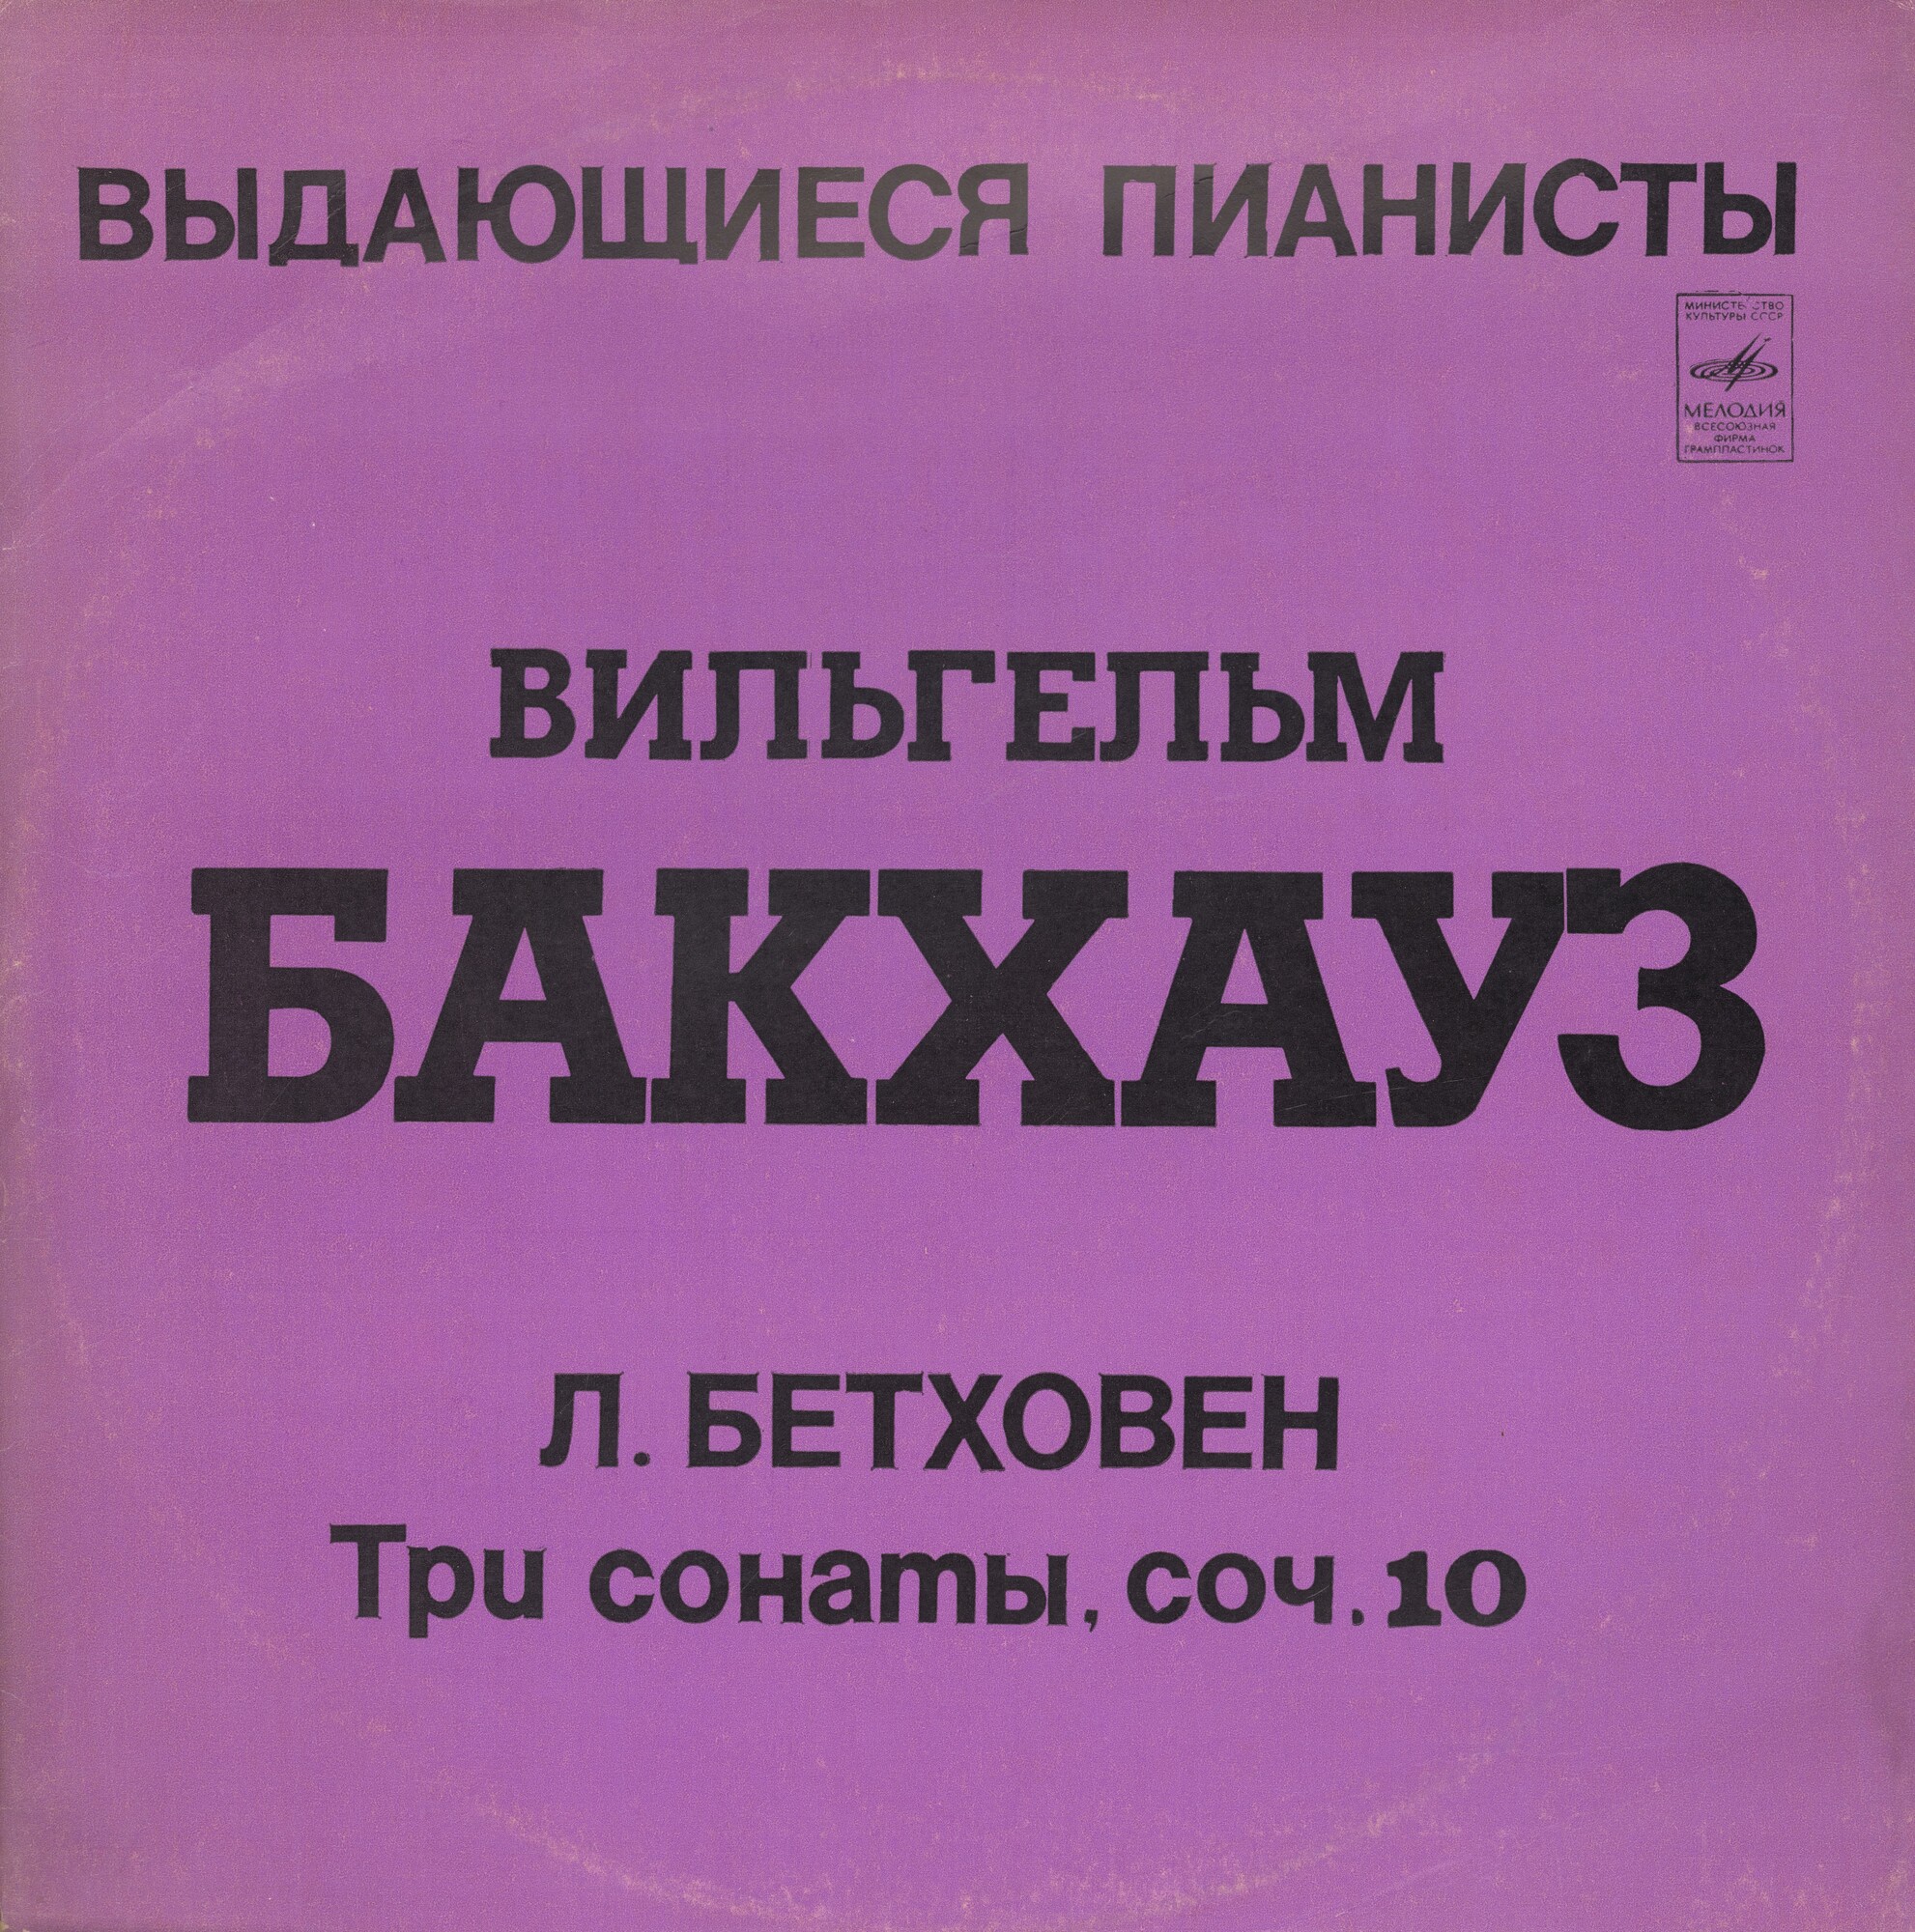 ВЫДАЮЩИЕСЯ ПИАНИСТЫ
МИНИСТЕРСТВО
КУЛЬТУРЫ СССР
МЕЛОДИЯ
ВСЕСОЮЗНАЯ
ФИРМА
ГРАМПЛАСТИНОК
ВИЛЬГЕЛЬМ
БАКХАУЗ
Л. БЕТХОВЕН
Три сонаты, соч. 10